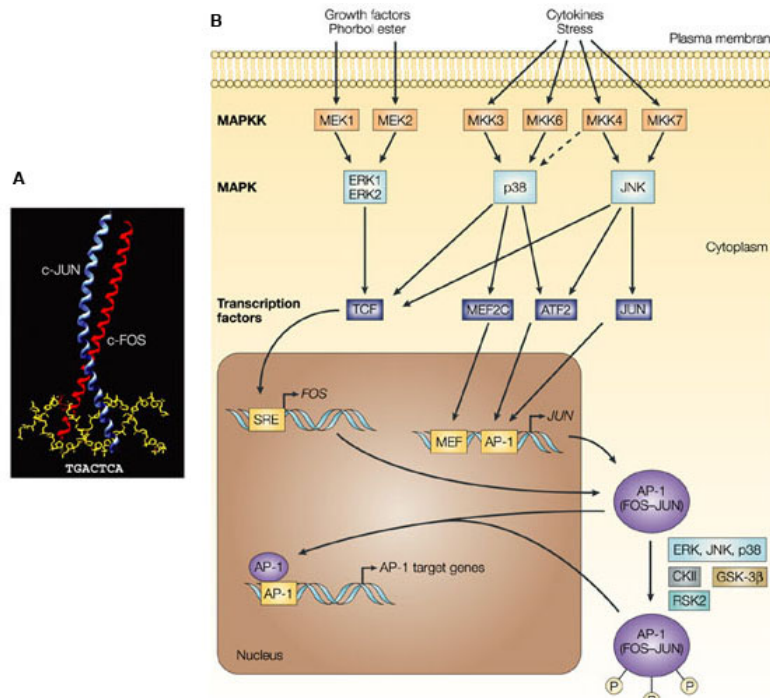 A
c-JUN
c-FOS
TGACTCA
B
Growth factors
Phorbol ester
Cytokines
Stress
Plasma membran
MAPKK
MEK1
MEK2
MKK3
MKK6
MKK4
MKK7
MAPK
ERK1
ERK2
p38
JNK
Cytoplasm
Transcription
factors
TCF
MEF2C
ATF2
JUN
FOS
SRE
JUN
MEF
AP-1
AP-1
(FOS–JUN)
ERK, JNK, p38
CKII
GSK-3β
RSK2
AP-1
AP-1
AP-1 target genes
Nucleus
AP-1
(FOS–JUN)
P
P
P